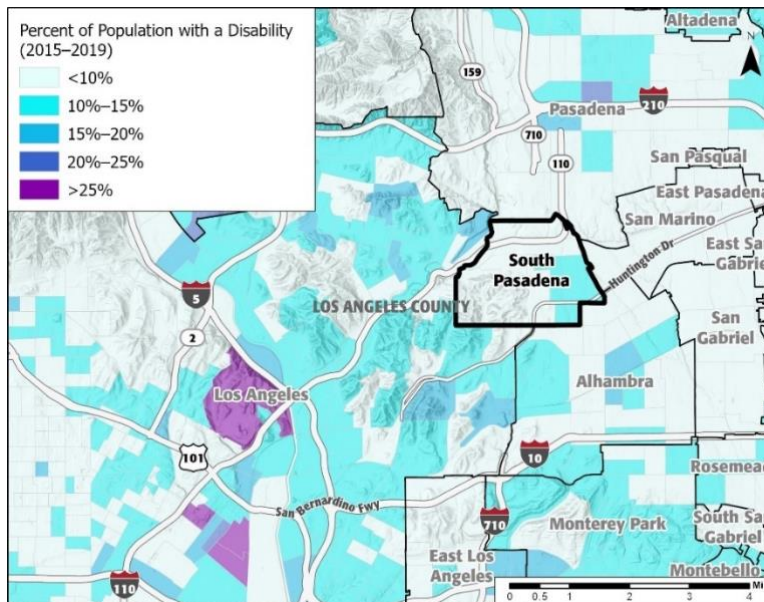 Percent of Population with a Disability
(2015–2019)
<10%
10%–15%
15%–20%
20%–25%
>25%
Altadena
N
159
Pasadena
210
710
110
San Pasqual
East Pasadena
San Marino
East San
Gabriel
South
Pasadena
Huntington Dr
LOS ANGELES COUNTY
5
2
San
Gabriel
Alhambra
Los Angeles
101
10
Rosemead
San Bernardino Fwy
710
Monterey Park
South San
Gabriel
East Los
Angeles
Montebello
110
0 0.5 1 2 3 4